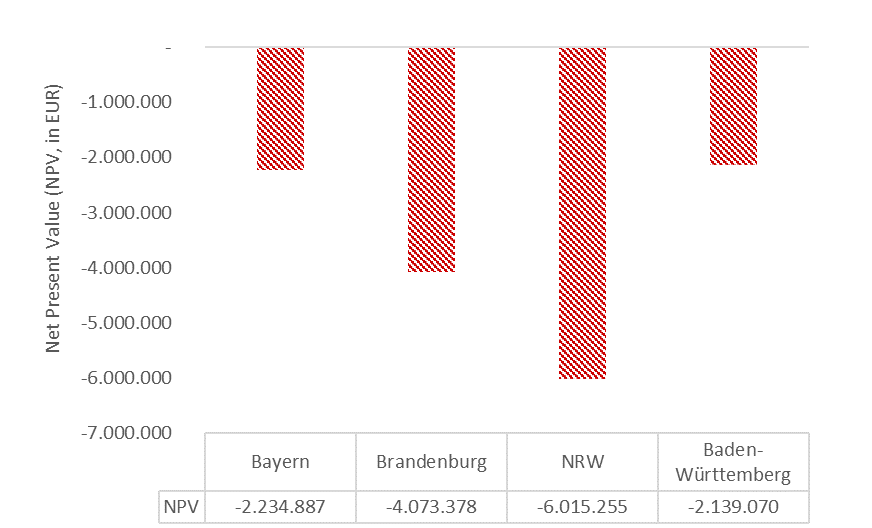 Net Present Value (NPV, in EUR)
-
-1.000.000
-2.000.000
-3.000.000
-4.000.000
-5.000.000
-6.000.000
-7.000.000
Bayern Brandenburg NRW Baden-
Württemberg
NPV -2.234.887 -4.073.378 -6.015.255 -2.139.070